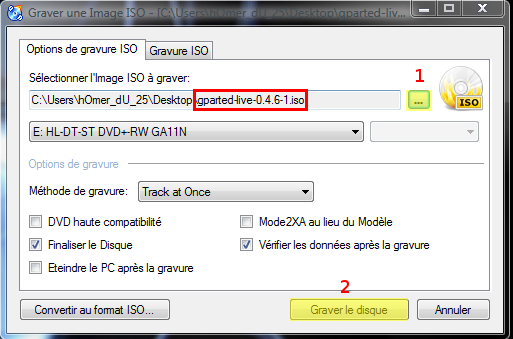 Graver une Image ISO - [C:\Users\hOmer_dU_25\Desktop\gparted-liv...
Options de gravure ISO
Gravure ISO
Sélectionner l'Image ISO à graver:
1
C:\Users\hOmer_dU_25\Desktop\gparted-live-0.4.6-1.iso
...
ISO
E: HL-DT-ST DVD+-RW GA11N
Options de gravure
Méthode de gravure:
Track at Once
DVD haute compatibilité
Mode2XA au lieu du Modèle
Finaliser le Disque
Vérifier les données après la gravure
Eteindre le PC après la gravure
2
Convertir au format ISO...
Graver le disque
Annuler